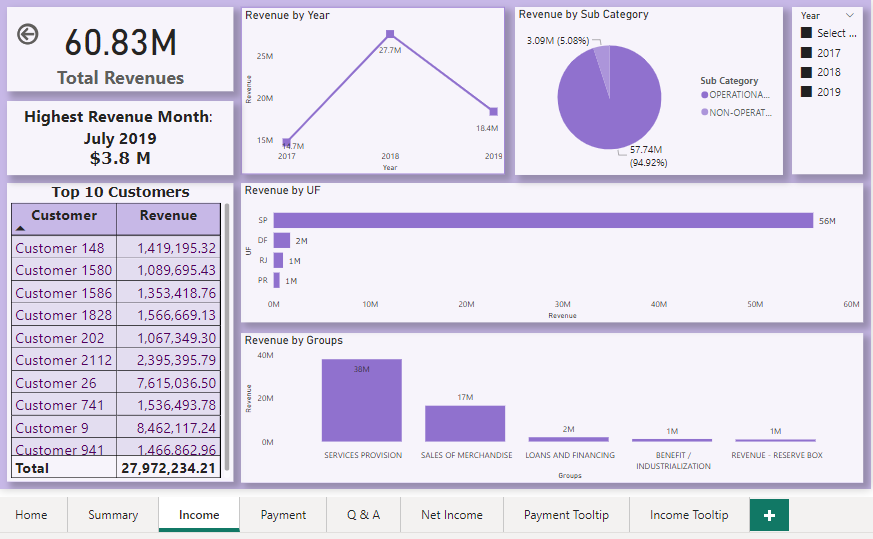 60.83M
Total Revenues
Highest Revenue Month:
July 2019
$3.8 M
Top 10 Customers
Customer Revenue
Customer 148 1,419,195.32
Customer 1580 1,089,695.43
Customer 1586 1,353,418.76
Customer 1828 1,566,669.13
Customer 202 1,067,349.30
Customer 2112 2,395,395.79
Customer 26 7,615,036.50
Customer 741 1,536,493.78
Customer 9 8,462,117.24
Customer 941 1,466,862.96
Total 27,972,234.21
Revenue by Year
Revenue
25M
20M
15M
14.7M
27.7M
18.4M
2017 2018 2019
Year
Revenue by Sub Category
3.09M (5.08%)
57.74M
(94.92%)
Sub Category
OPERATIONA...
NON-OPERAT...
Year
Select ...
2017
2018
2019
Revenue by UF
UF
SP 56M
DF 2M
RJ 1M
PR 1M
0M 10M 20M 30M 40M 50M 60M
Revenue
Revenue by Groups
Revenue
40M
20M
0M
38M
17M
2M
1M
1M
SERVICES PROVISION
SALES OF MERCHANDISE
LOANS AND FINANCING
BENEFIT /
INDUSTRIALIZATION
REVENUE - RESERVE BOX
Groups
Home Summary Income Payment Q & A Net Income Payment Tooltip Income Tooltip +